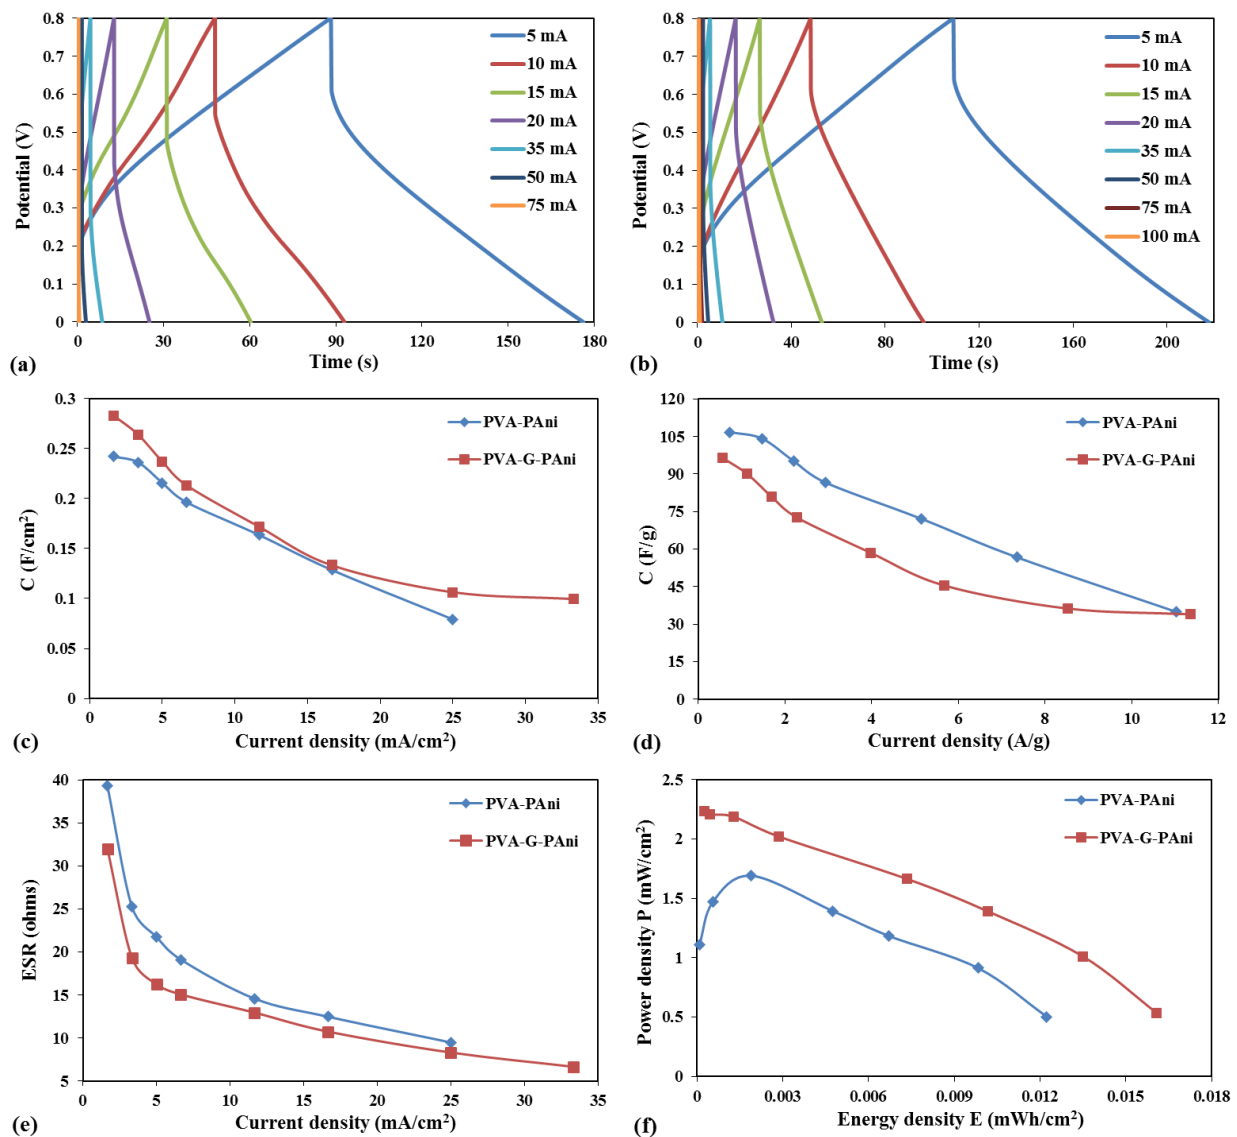 0.8
0.7
0.6
0.5
0.4
0.3
0.2
0.1
0
Potential (V)
5 mA
10 mA
15 mA
20 mA
35 mA
50 mA
75 mA
0 30 60 90 120 150 180
Time (s)
(a)
0.8
0.7
0.6
0.5
0.4
0.3
0.2
0.1
0
Potential (V)
5 mA
10 mA
15 mA
20 mA
35 mA
50 mA
75 mA
100 mA
0 40 80 120 160 200
Time (s)
(b)
0.3
0.25
0.2
0.15
0.1
0.05
0
C (F/cm²)
PVA-PAni
PVA-G-PAni
0 5 10 15 20 25 30 35
Current density (mA/cm²)
(c)
120
105
90
75
60
45
30
15
0
C (F/g)
PVA-PAni
PVA-G-PAni
0 2 4 6 8 10 12
Current density (A/g)
(d)
40
35
30
25
20
15
10
5
ESR (ohms)
PVA-PAni
PVA-G-PAni
0 5 10 15 20 25 30 35
Current density (mA/cm²)
(e)
2.5
2
1.5
1
0.5
0
Power density P (mW/cm²)
PVA-PAni
PVA-G-PAni
0 0.003 0.006 0.009 0.012 0.015 0.018
Energy density E (mWh/cm²)
(f)